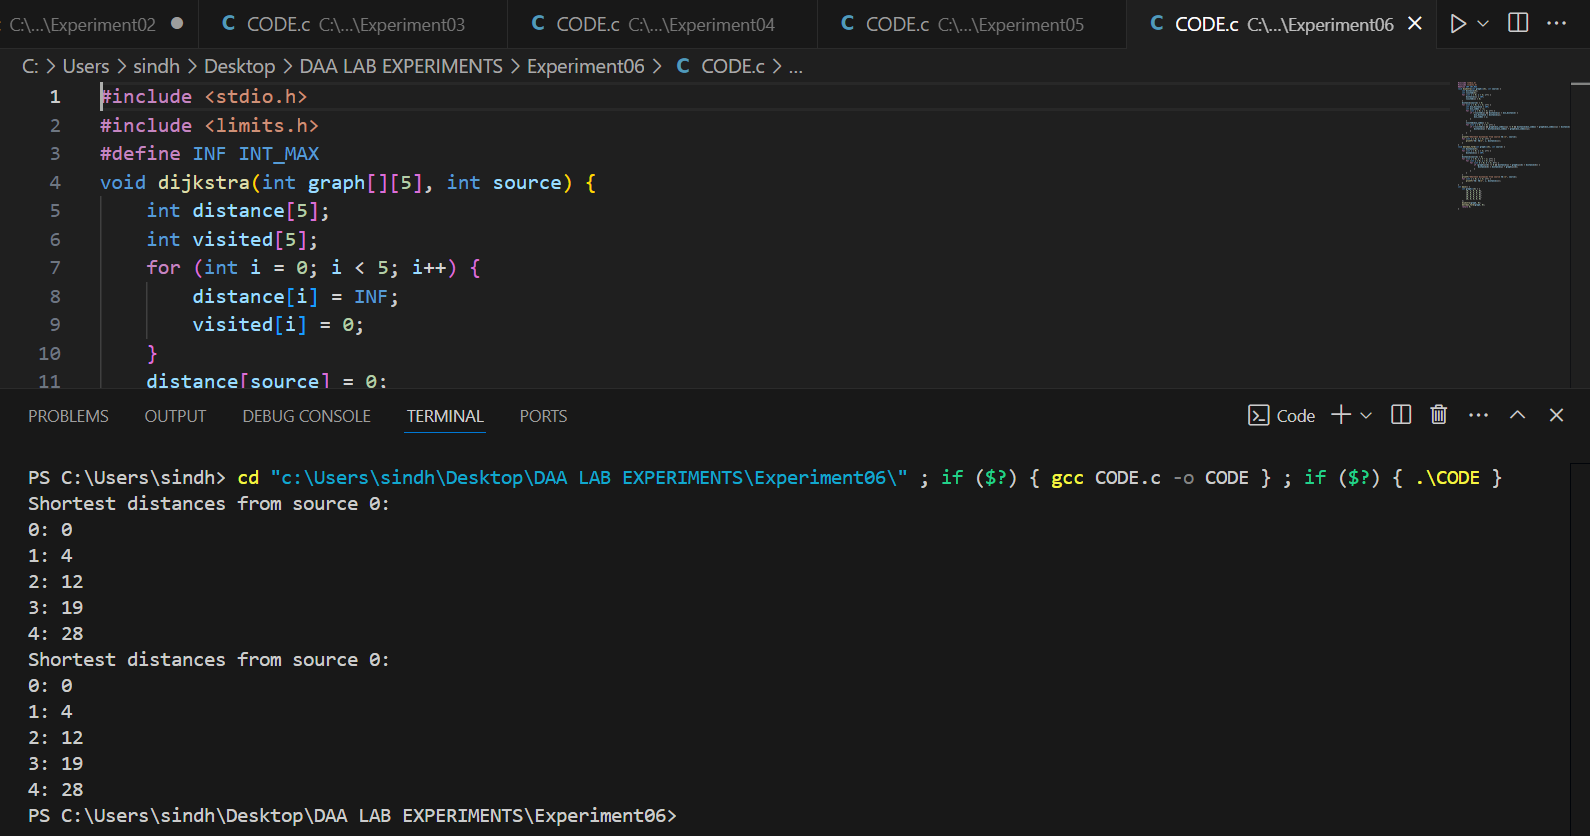 C:\...\Experiment02 ● C CODE.c C:\...\Experiment03 C CODE.c C:\...\Experiment04 C CODE.c C:\...\Experiment05 C CODE.c C:\...\Experiment06 ×
C: > Users > sindh > Desktop > DAA LAB EXPERIMENTS > Experiment06 > C CODE.c > ...
1 #include <stdio.h>
2 #include <limits.h>
3 #define INF INT_MAX
4 void dijkstra(int graph[][5], int source) {
5 int distance[5];
6 int visited[5];
7 for (int i = 0; i < 5; i++) {
8 distance[i] = INF;
9 visited[i] = 0;
10 }
11 distance[source] = 0;
PROBLEMS OUTPUT DEBUG CONSOLE TERMINAL PORTS Code
PS C:\Users\sindh> cd "c:\Users\sindh\Desktop\DAA LAB EXPERIMENTS\Experiment06\" ; if ($?) { gcc CODE.c -o CODE } ; if ($?) { .\CODE }
Shortest distances from source 0:
0: 0
1: 4
2: 12
3: 19
4: 28
Shortest distances from source 0:
0: 0
1: 4
2: 12
3: 19
4: 28
PS C:\Users\sindh\Desktop\DAA LAB EXPERIMENTS\Experiment06>